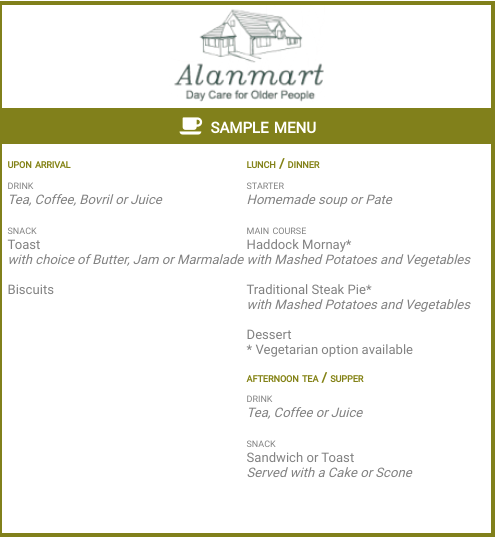 Alanmart
Day Care for Older People
SAMPLE MENU
UPON ARRIVAL
DRINK
Tea, Coffee, Bovril or Juice
SNACK
Toast
with choice of Butter, Jam or Marmalade
Biscuits
LUNCH / DINNER
STARTER
Homemade soup or Pate
MAIN COURSE
Haddock Mornay*
with Mashed Potatoes and Vegetables
Traditional Steak Pie*
with Mashed Potatoes and Vegetables
Dessert
* Vegetarian option available
AFTERNOON TEA / SUPPER
DRINK
Tea, Coffee or Juice
SNACK
Sandwich or Toast
Served with a Cake or Scone